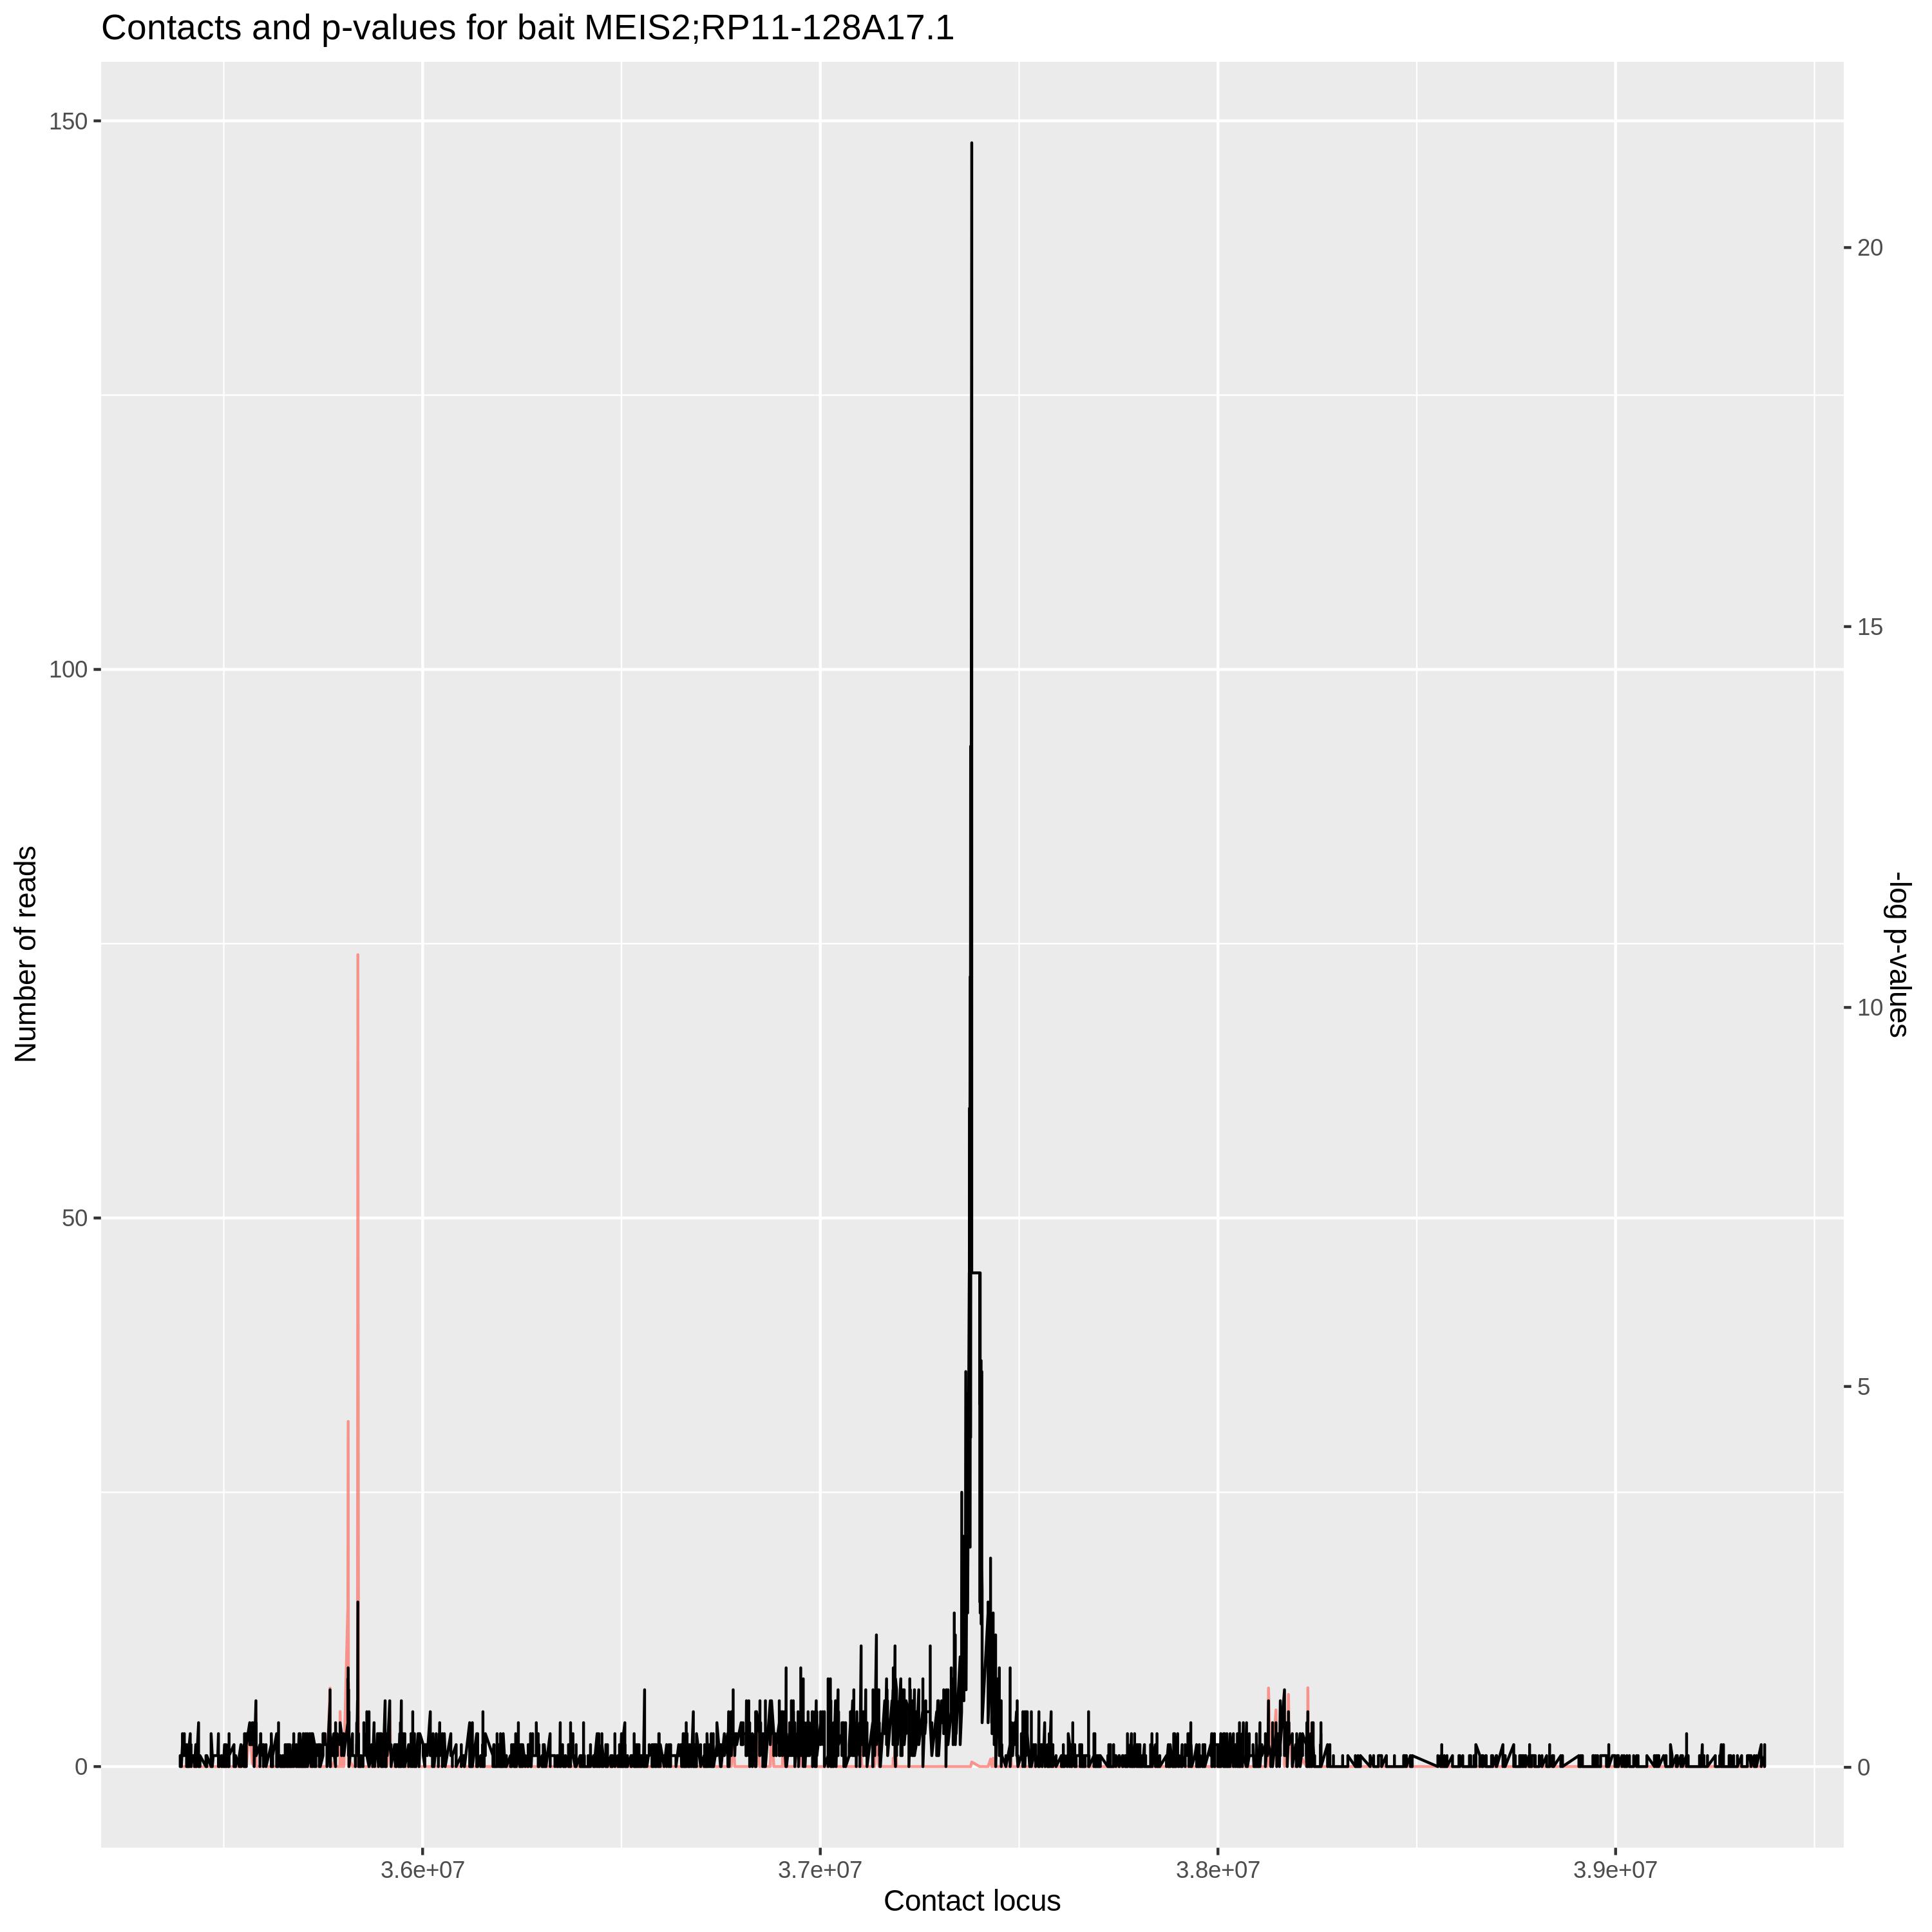 Contacts and p-values for bait MEIS2;RP11-128A17.1
150
100
50
0
Number of reads
20
15
10
5
0
-log p-values
3.6e+07 3.7e+07 3.8e+07 3.9e+07
Contact locus